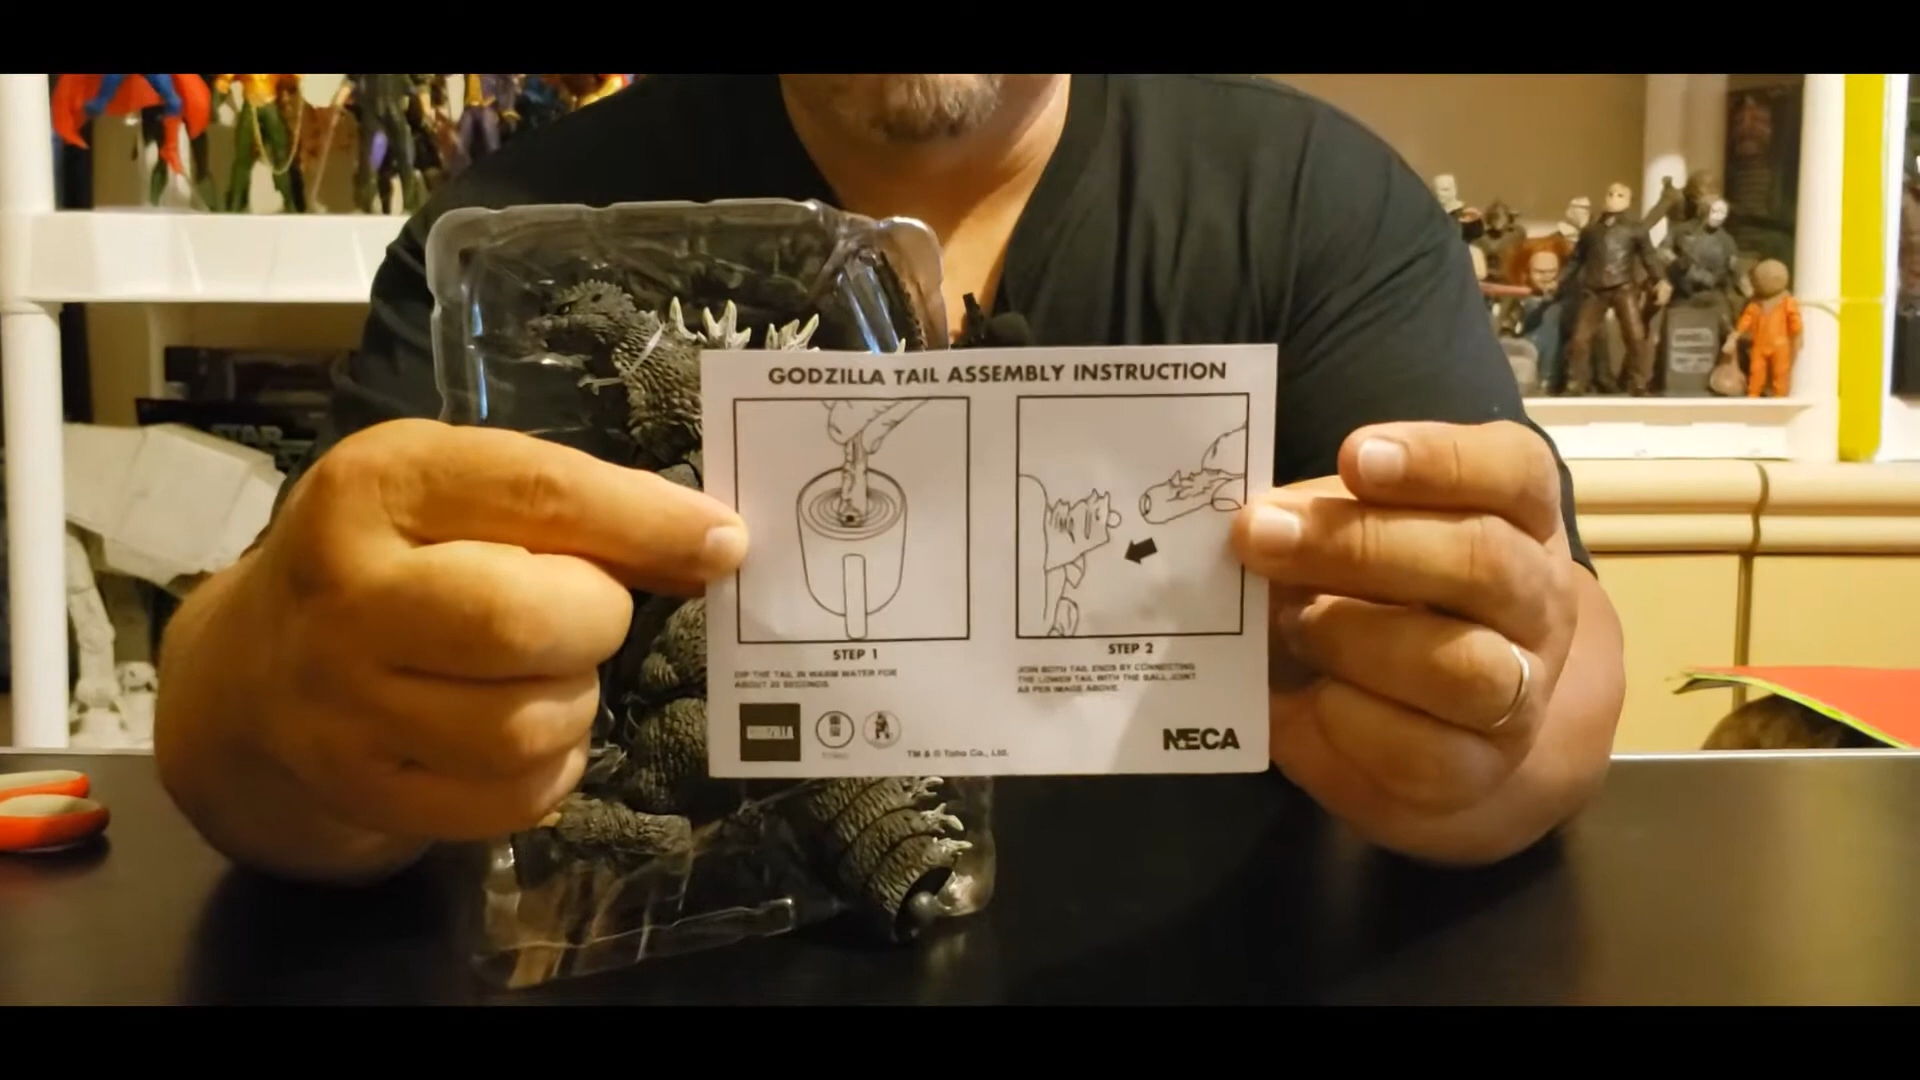 STAR
GODZILLA TAIL ASSEMBLY INSTRUCTION
STEP 1
DIP THE TAIL IN WARM WATER FOR
ABOUT 20 SECONDS.
STEP 2
JOIN BOTH TAIL ENDS BY CONNECTING
THE LOWER TAIL WITH THE BALL JOINT
AS PER IMAGE ABOVE.
GODZILLA
TM & © Toho Co., Ltd.
NECA